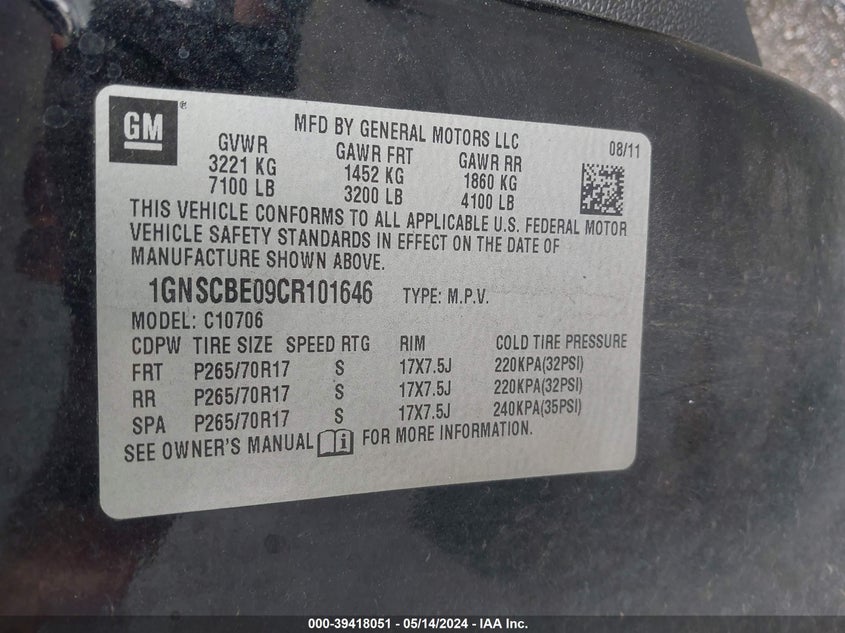 GM®
MFD BY GENERAL MOTORS LLC
08/11
GVWR GAWR FRT GAWR RR
3221 KG 1452 KG 1860 KG
7100 LB 3200 LB 4100 LB
THIS VEHICLE CONFORMS TO ALL APPLICABLE U.S. FEDERAL MOTOR
VEHICLE SAFETY STANDARDS IN EFFECT ON THE DATE OF
MANUFACTURE SHOWN ABOVE.
1GNSCBE09CR101646 TYPE: M.P.V.
MODEL: C10706
CDPW TIRE SIZE SPEED RTG RIM COLD TIRE PRESSURE
FRT P265/70R17 S 17X7.5J 220KPA(32PSI)
RR P265/70R17 S 17X7.5J 220KPA(32PSI)
SPA P265/70R17 S 17X7.5J 240KPA(35PSI)
SEE OWNER'S MANUAL i FOR MORE INFORMATION.
000-39418051 - 05/14/2024 - IAA Inc.